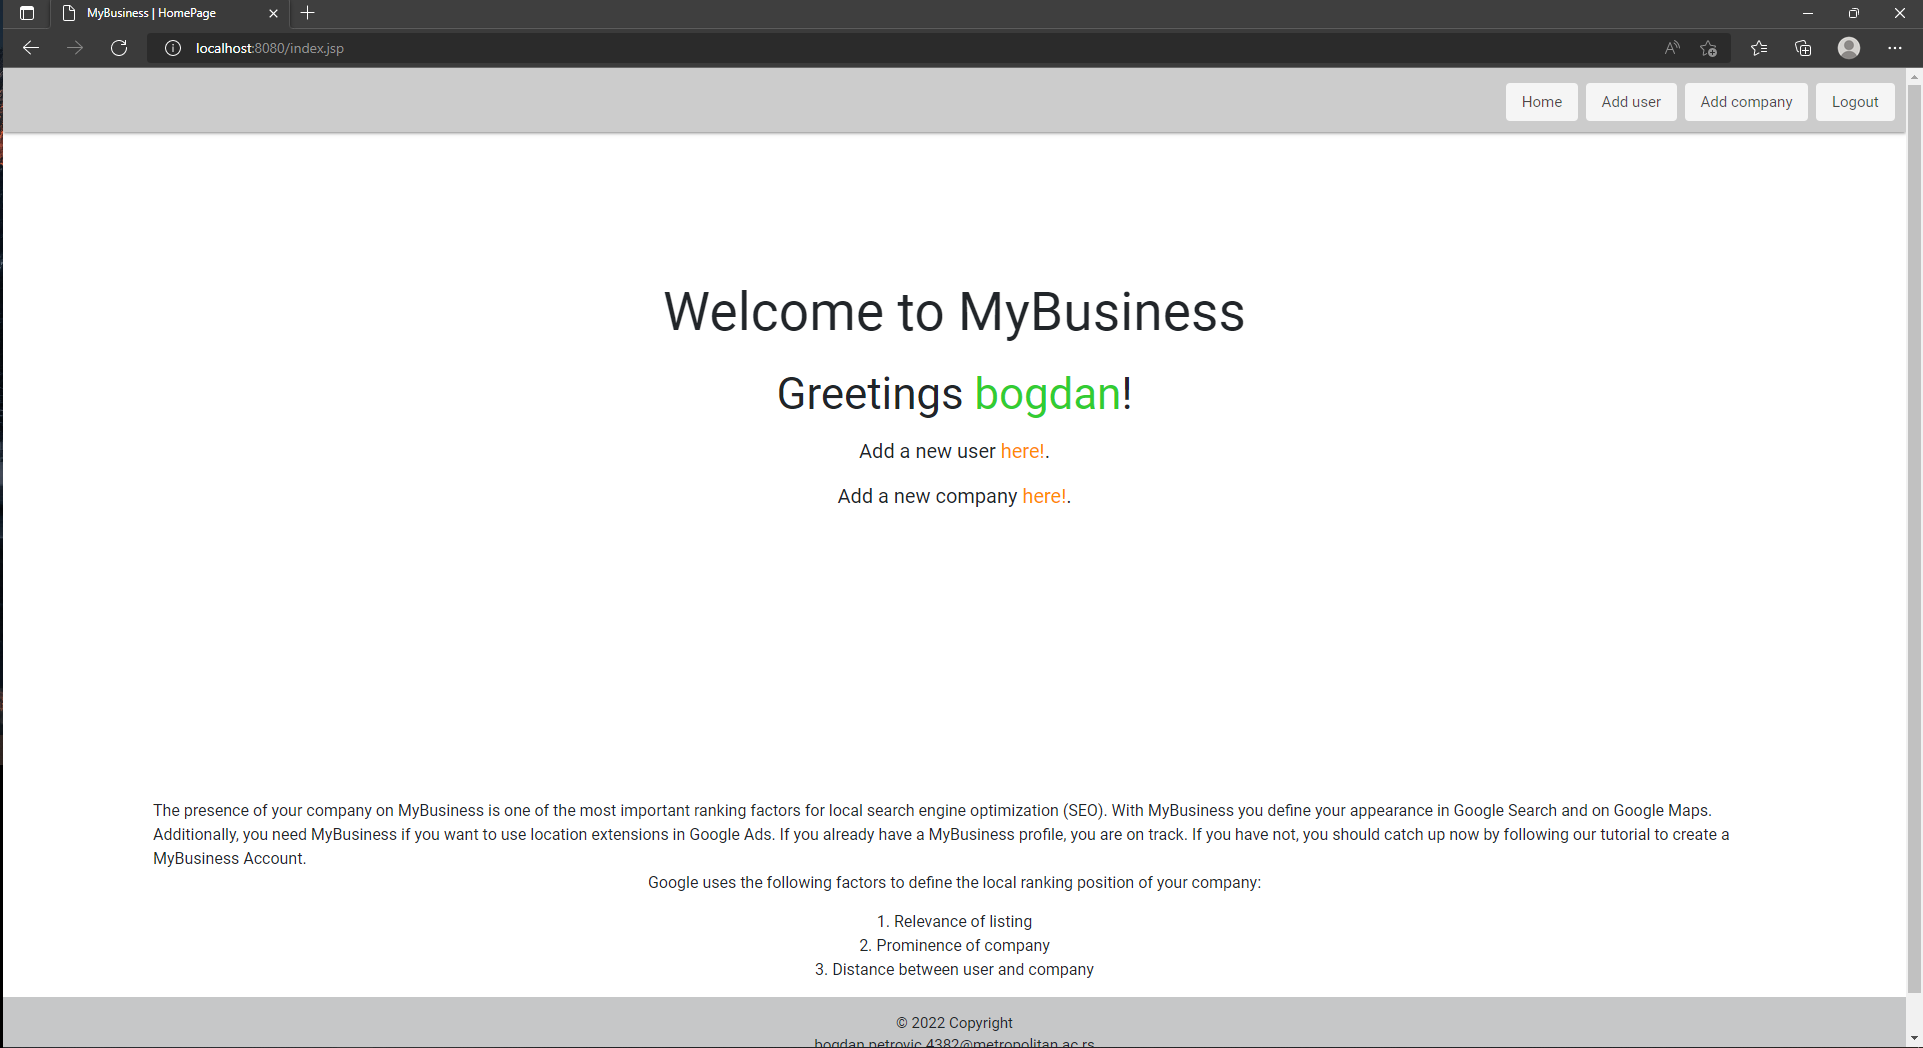 MyBusiness | HomePage
localhost:8080/index.jsp
Home Add user Add company Logout
Welcome to MyBusiness
Greetings bogdan!
Add a new user here!.
Add a new company here!.
The presence of your company on MyBusiness is one of the most important ranking factors for local search engine optimization (SEO). With MyBusiness you define your appearance in Google Search and on Google Maps.
Additionally, you need MyBusiness if you want to use location extensions in Google Ads. If you already have a MyBusiness profile, you are on track. If you have not, you should catch up now by following our tutorial to create a
MyBusiness Account.
Google uses the following factors to define the local ranking position of your company:
1. Relevance of listing
2. Prominence of company
3. Distance between user and company
© 2022 Copyright
bogdan.petrovic.4382@metropolitan.ac.rs